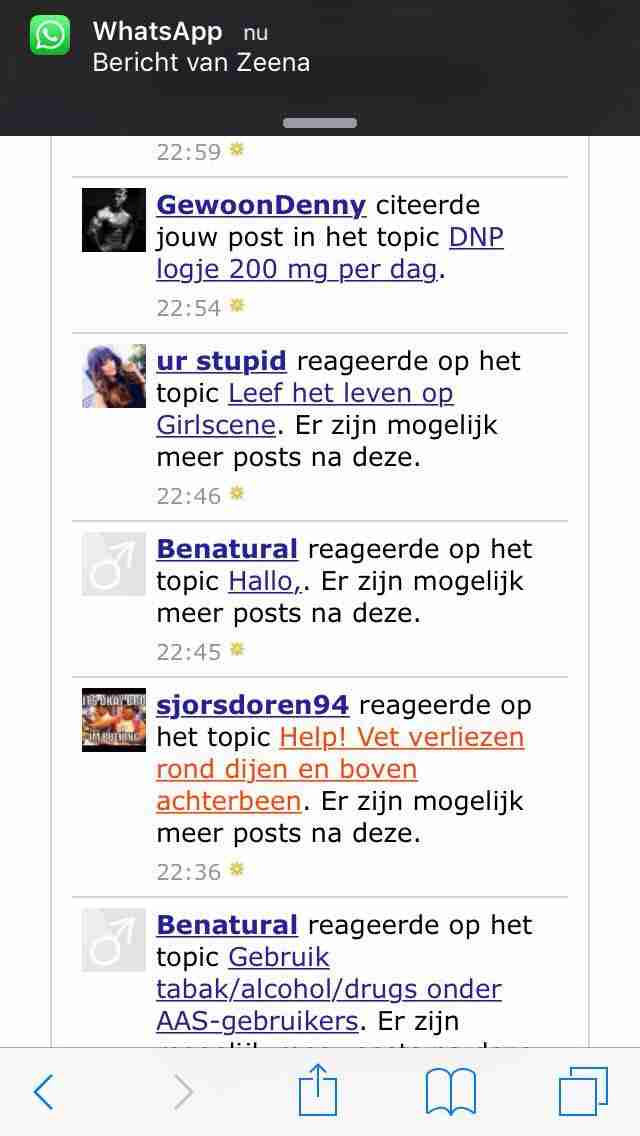 WhatsApp nu
Bericht van Zeena
22:59
GewoonDenny citeerde
jouw post in het topic DNP
logje 200 mg per dag.
22:54
ur stupid reageerde op het
topic Leef het leven op
Girlscene. Er zijn mogelijk
meer posts na deze.
22:46
Benatural reageerde op het
topic Hallo,. Er zijn mogelijk
meer posts na deze.
22:45
sjorsdoren94 reageerde op
het topic Help! Vet verliezen
rond dijen en boven
achterbeen. Er zijn mogelijk
meer posts na deze.
22:36
Benatural reageerde op het
topic Gebruik
tabak/alcohol/drugs onder
AAS-gebruikers. Er zijn